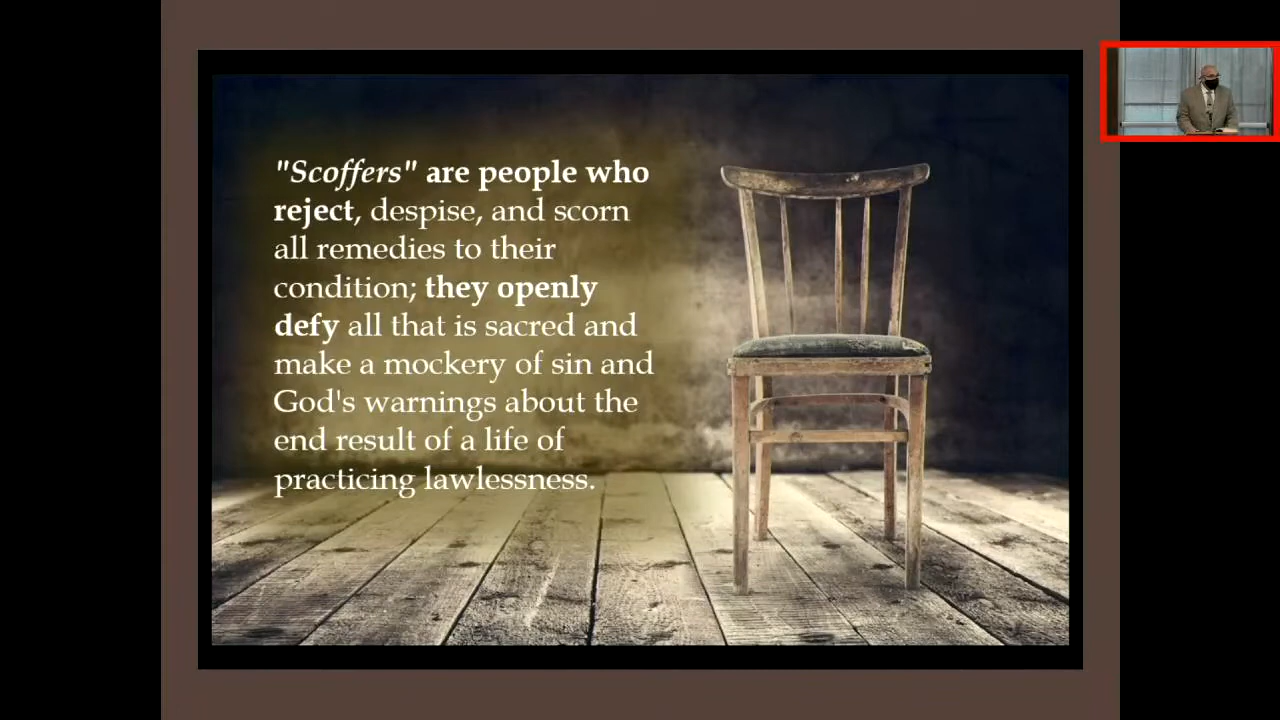 "Scoffers" are people who
reject, despise, and scorn
all remedies to their
condition; they openly
defy all that is sacred and
make a mockery of sin and
God's warnings about the
end result of a life of
practicing lawlessness.